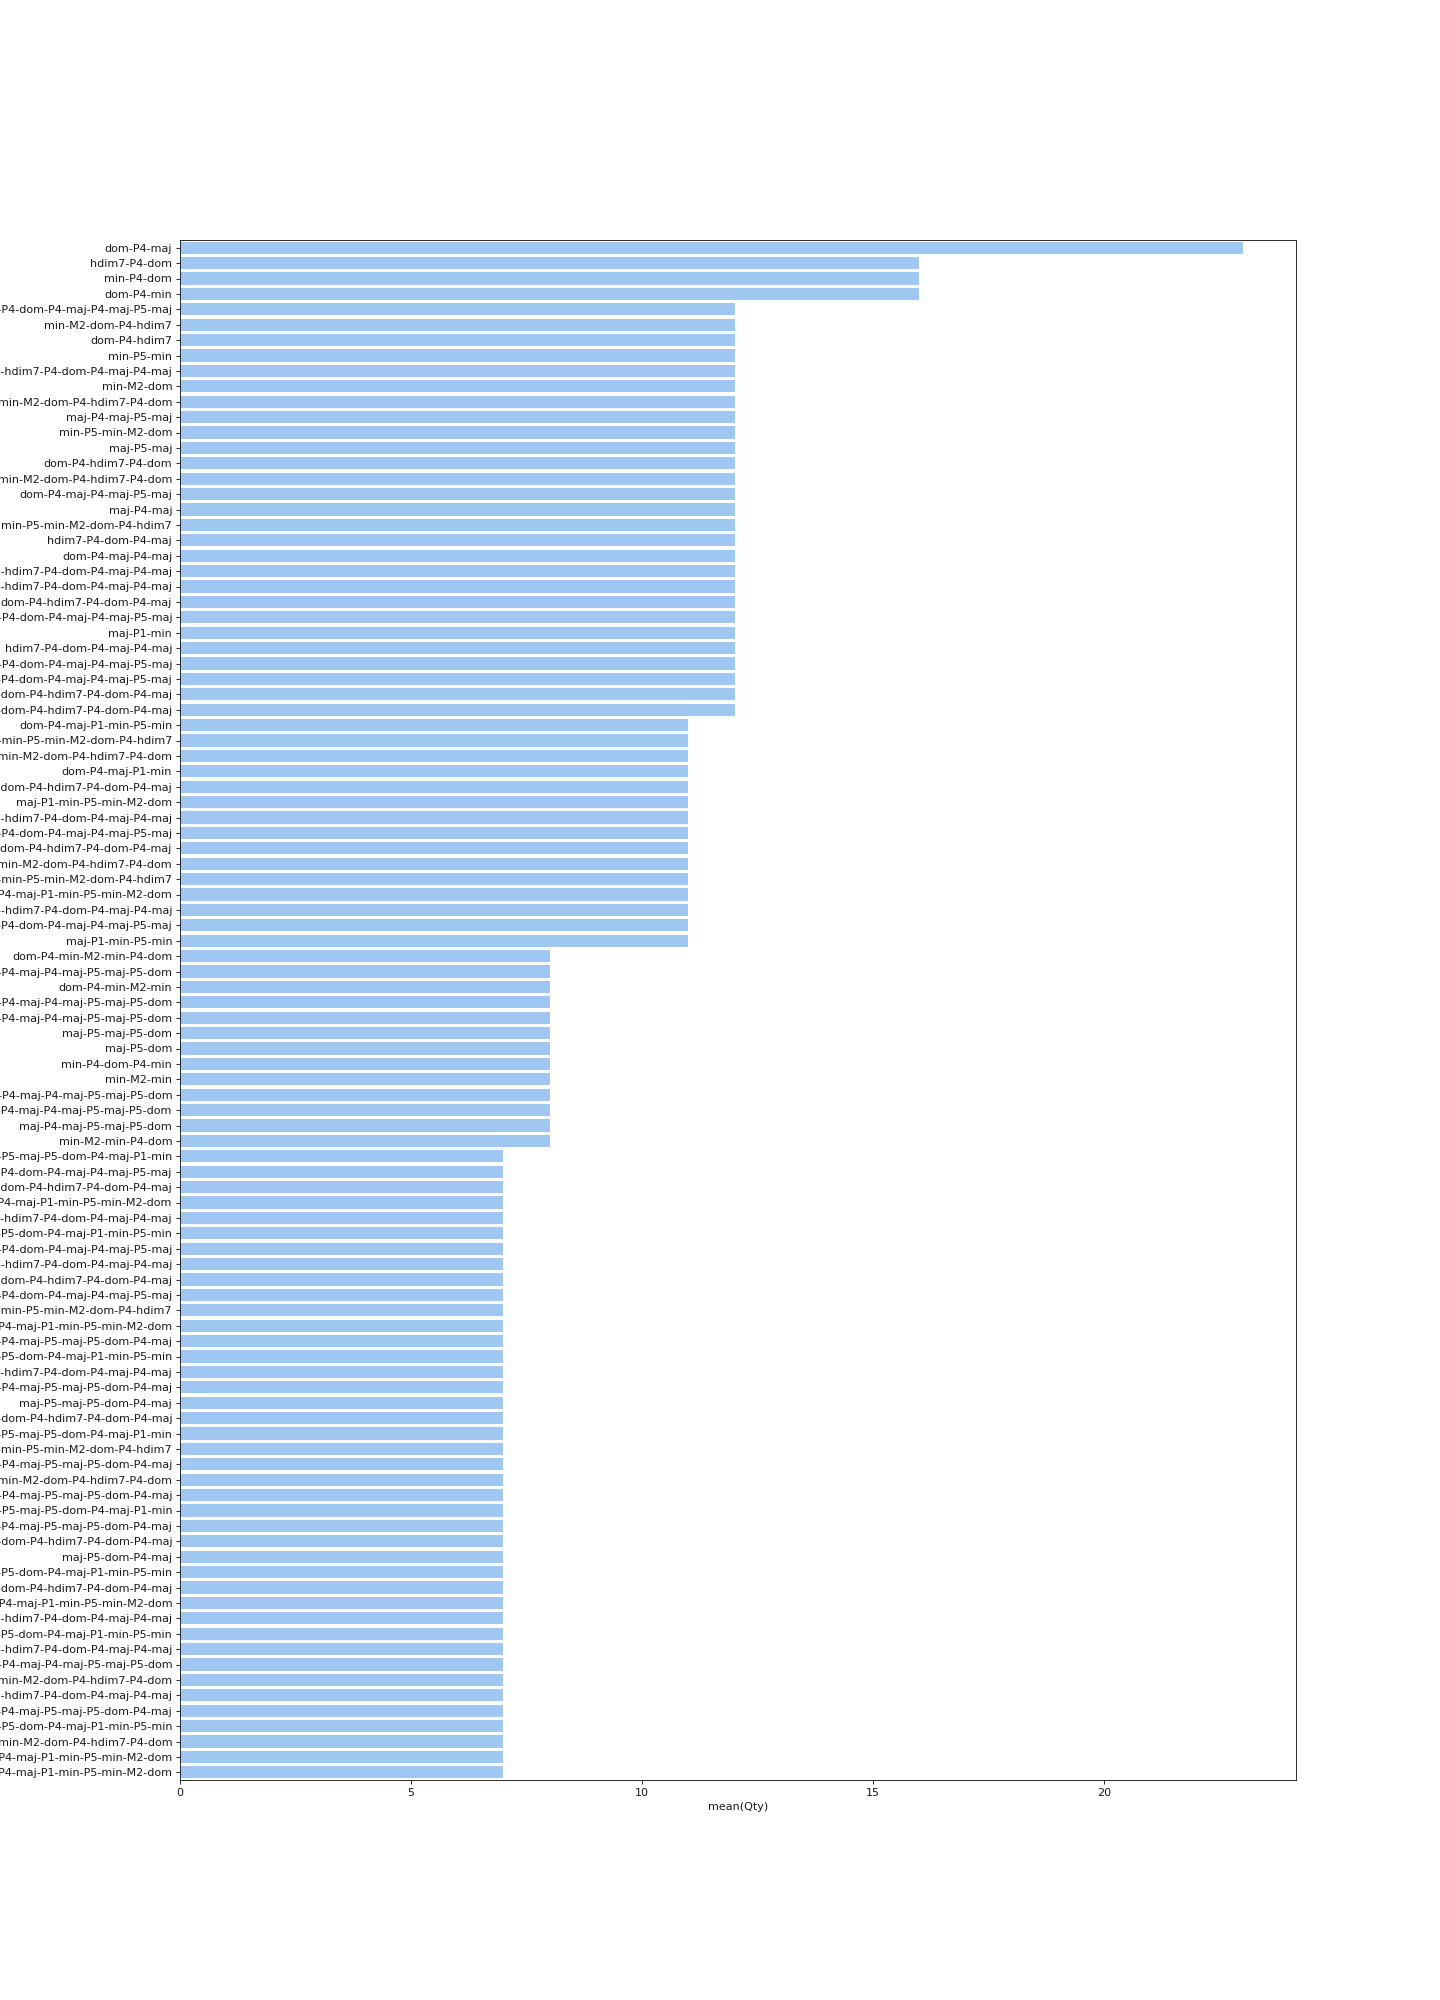 dom-P4-maj
hdim7-P4-dom
min-P4-dom
dom-P4-min
P4-dom-P4-maj-P4-maj-P5-maj
min-M2-dom-P4-hdim7
dom-P4-hdim7
min-P5-min
-hdim7-P4-dom-P4-maj-P4-maj
min-M2-dom
min-M2-dom-P4-hdim7-P4-dom
maj-P4-maj-P5-maj
min-P5-min-M2-dom
maj-P5-maj
dom-P4-hdim7-P4-dom
min-M2-dom-P4-hdim7-P4-dom
dom-P4-maj-P4-maj-P5-maj
maj-P4-maj
min-P5-min-M2-dom-P4-hdim7
hdim7-P4-dom-P4-maj
dom-P4-maj-P4-maj
-hdim7-P4-dom-P4-maj-P4-maj
-hdim7-P4-dom-P4-maj-P4-maj
dom-P4-hdim7-P4-dom-P4-maj
-P4-dom-P4-maj-P4-maj-P5-maj
maj-P1-min
hdim7-P4-dom-P4-maj-P4-maj
-P4-dom-P4-maj-P4-maj-P5-maj
-P4-dom-P4-maj-P4-maj-P5-maj
dom-P4-hdim7-P4-dom-P4-maj
dom-P4-hdim7-P4-dom-P4-maj
dom-P4-maj-P1-min-P5-min
-min-P5-min-M2-dom-P4-hdim7
min-M2-dom-P4-hdim7-P4-dom
dom-P4-maj-P1-min
dom-P4-hdim7-P4-dom-P4-maj
maj-P1-min-P5-min-M2-dom
-hdim7-P4-dom-P4-maj-P4-maj
-P4-dom-P4-maj-P4-maj-P5-maj
dom-P4-hdim7-P4-dom-P4-maj
min-M2-dom-P4-hdim7-P4-dom
-min-P5-min-M2-dom-P4-hdim7
P4-maj-P1-min-P5-min-M2-dom
-hdim7-P4-dom-P4-maj-P4-maj
-P4-dom-P4-maj-P4-maj-P5-maj
maj-P1-min-P5-min
dom-P4-min-M2-min-P4-dom
-P4-maj-P4-maj-P5-maj-P5-dom
dom-P4-min-M2-min
-P4-maj-P4-maj-P5-maj-P5-dom
-P4-maj-P4-maj-P5-maj-P5-dom
maj-P5-maj-P5-dom
maj-P5-dom
min-P4-dom-P4-min
min-M2-min
-P4-maj-P4-maj-P5-maj-P5-dom
-P4-maj-P4-maj-P5-maj-P5-dom
maj-P4-maj-P5-maj-P5-dom
min-M2-min-P4-dom
-P5-maj-P5-dom-P4-maj-P1-min
-P4-dom-P4-maj-P4-maj-P5-maj
dom-P4-hdim7-P4-dom-P4-maj
P4-maj-P1-min-P5-min-M2-dom
-hdim7-P4-dom-P4-maj-P4-maj
-P5-dom-P4-maj-P1-min-P5-min
-P4-dom-P4-maj-P4-maj-P5-maj
-hdim7-P4-dom-P4-maj-P4-maj
dom-P4-hdim7-P4-dom-P4-maj
-P4-dom-P4-maj-P4-maj-P5-maj
-min-P5-min-M2-dom-P4-hdim7
P4-maj-P1-min-P5-min-M2-dom
-P4-maj-P5-maj-P5-dom-P4-maj
-P5-dom-P4-maj-P1-min-P5-min
-hdim7-P4-dom-P4-maj-P4-maj
-P4-maj-P5-maj-P5-dom-P4-maj
maj-P5-maj-P5-dom-P4-maj
dom-P4-hdim7-P4-dom-P4-maj
-P5-maj-P5-dom-P4-maj-P1-min
-min-P5-min-M2-dom-P4-hdim7
-P4-maj-P5-maj-P5-dom-P4-maj
min-M2-dom-P4-hdim7-P4-dom
-P4-maj-P5-maj-P5-dom-P4-maj
-P5-maj-P5-dom-P4-maj-P1-min
-P4-maj-P5-maj-P5-dom-P4-maj
dom-P4-hdim7-P4-dom-P4-maj
maj-P5-dom-P4-maj
-P5-dom-P4-maj-P1-min-P5-min
dom-P4-hdim7-P4-dom-P4-maj
P4-maj-P1-min-P5-min-M2-dom
-hdim7-P4-dom-P4-maj-P4-maj
-P5-dom-P4-maj-P1-min-P5-min
-hdim7-P4-dom-P4-maj-P4-maj
-P4-maj-P4-maj-P5-maj-P5-dom
min-M2-dom-P4-hdim7-P4-dom
-hdim7-P4-dom-P4-maj-P4-maj
-P4-maj-P5-maj-P5-dom-P4-maj
-P5-dom-P4-maj-P1-min-P5-min
min-M2-dom-P4-hdim7-P4-dom
P4-maj-P1-min-P5-min-M2-dom
P4-maj-P1-min-P5-min-M2-dom
0 5 10 15 20
mean(Qty)